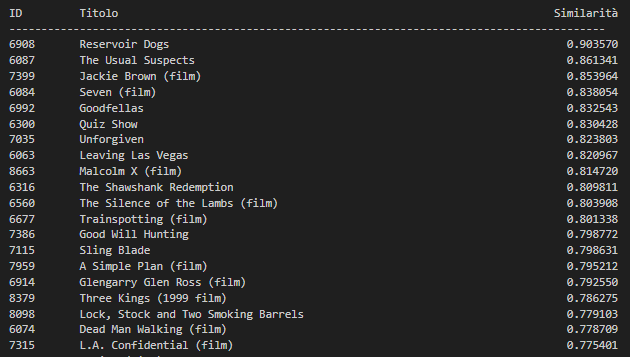 ID Titolo Similarità
--------------------------------------------------------------------------------------------
6908 Reservoir Dogs 0.903570
6087 The Usual Suspects 0.861341
7399 Jackie Brown (film) 0.853964
6084 Seven (film) 0.838054
6992 Goodfellas 0.832543
6300 Quiz Show 0.830428
7035 Unforgiven 0.823803
6063 Leaving Las Vegas 0.820967
8663 Malcolm X (film) 0.814720
6316 The Shawshank Redemption 0.809811
6560 The Silence of the Lambs (film) 0.803908
6677 Trainspotting (film) 0.801338
7386 Good Will Hunting 0.798772
7115 Sling Blade 0.798631
7959 A Simple Plan (film) 0.795212
6914 Glengarry Glen Ross (film) 0.792550
8379 Three Kings (1999 film) 0.786275
8098 Lock, Stock and Two Smoking Barrels 0.779103
6074 Dead Man Walking (film) 0.778709
7315 L.A. Confidential (film) 0.775401